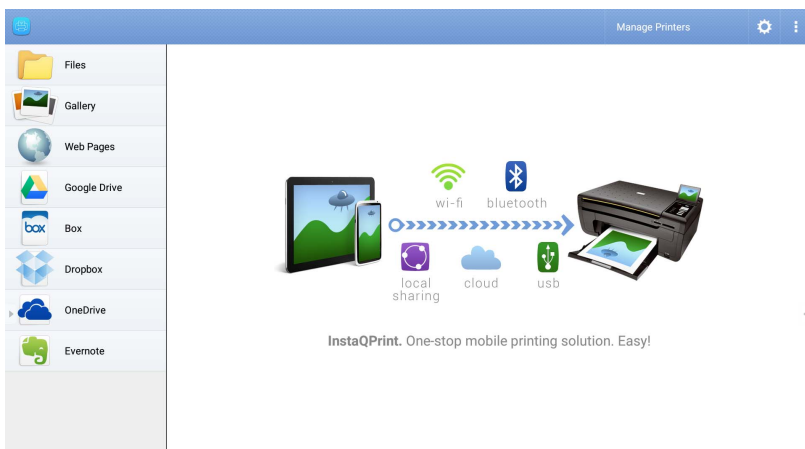 Manage Printers
Files
Gallery
Web Pages
Google Drive
box
Box
Dropbox
OneDrive
Evernote
wi-fi
bluetooth
local sharing
cloud
usb
InstaQPrint. One-stop mobile printing solution. Easy!